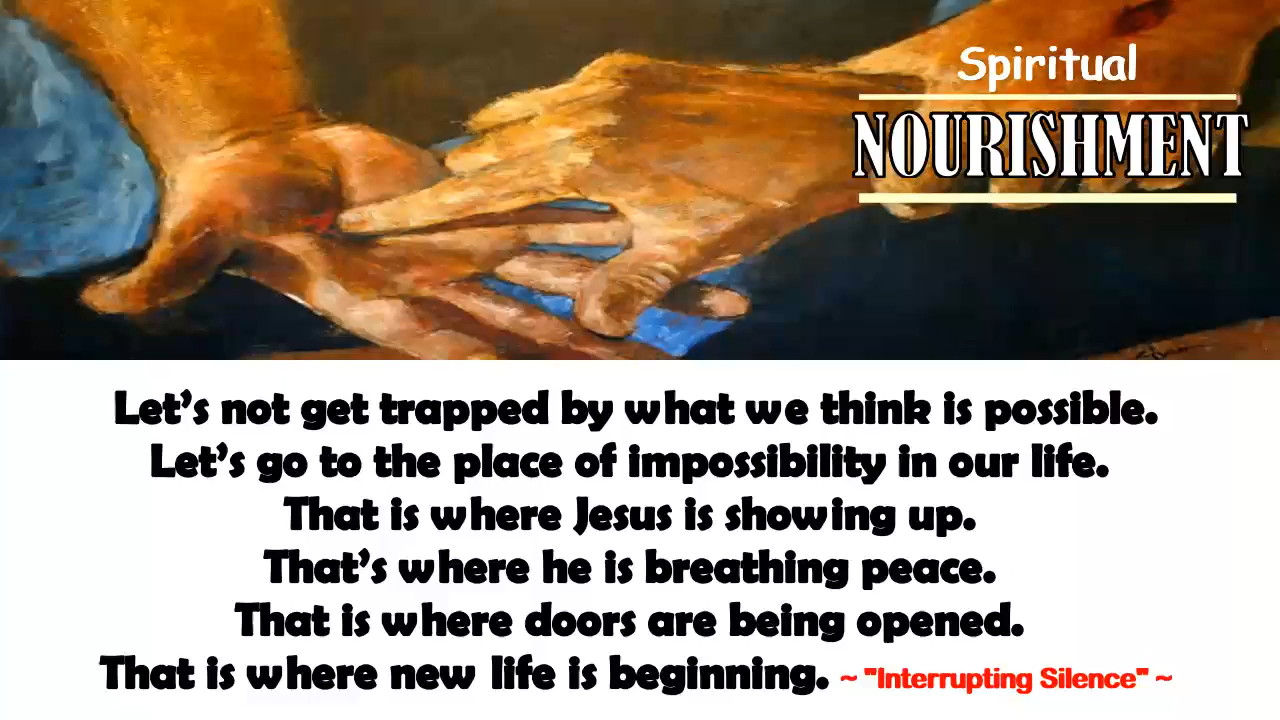 Spiritual
NOURISHMENT
Let’s not get trapped by what we think is possible.
Let’s go to the place of impossibility in our life.
That is where Jesus is showing up.
That’s where he is breathing peace.
That is where doors are being opened.
That is where new life is beginning. ~ "Interrupting Silence" ~